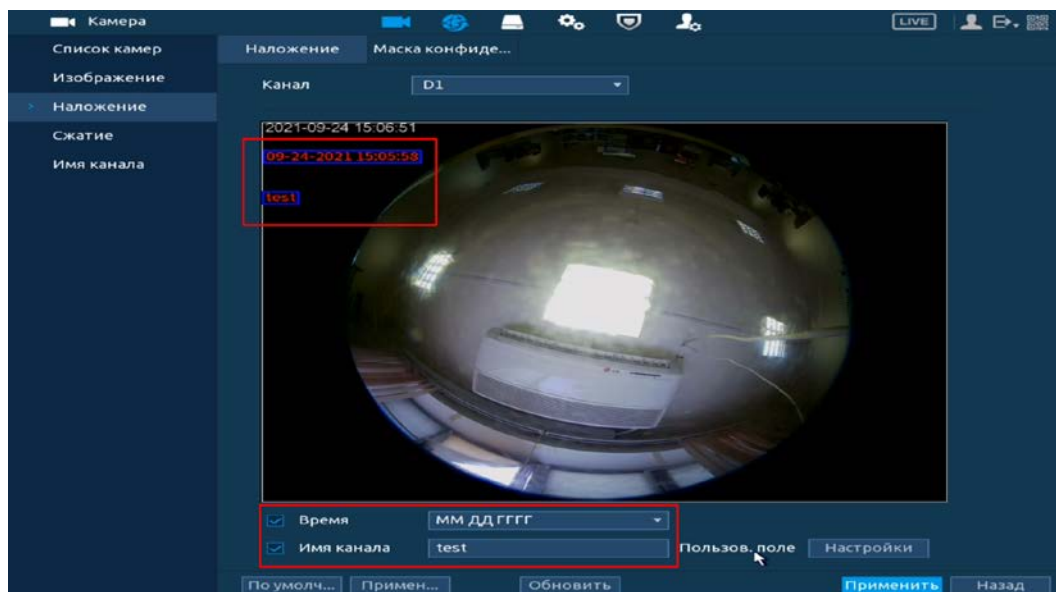 Камера
LIVE
Список камер
Изображение
Наложение
Сжатие
Имя канала
Наложение Маска конфиде...
Канал D1
2021-09-24 15:06:51
09-24-2021 15:05:58
test
Время ММ ДД ГГГГ
Имя канала test Пользов. поле Настройки
По умолч... Примен... Обновить Применить Назад